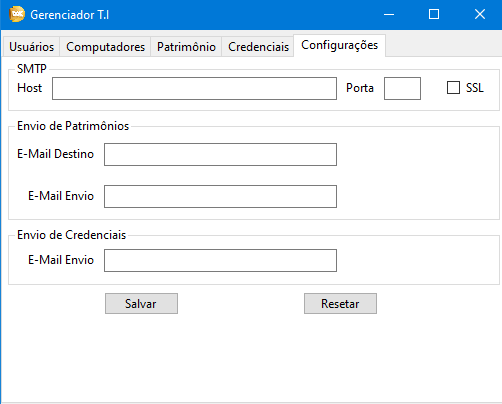 Gerenciador T.I
Usuários Computadores Patrimônio Credenciais Configurações
SMTP
Host Porta SSL
Envio de Patrimônios
E-Mail Destino
E-Mail Envio
Envio de Credenciais
E-Mail Envio
Salvar Resetar